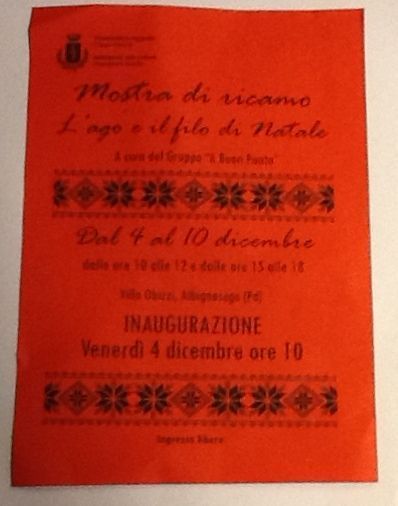 Mostra di ricamo
L'ago e il filo di Natale
A cura del Gruppo "Il Buon Punto"
Dal 4 al 10 dicembre
dalle ore 10 alle 12 e dalle ore 15 alle 18
Villa Obizzi, Albignasego (Pd)
INAUGURAZIONE
Venerdì 4 dicembre ore 10
Ingresso libero